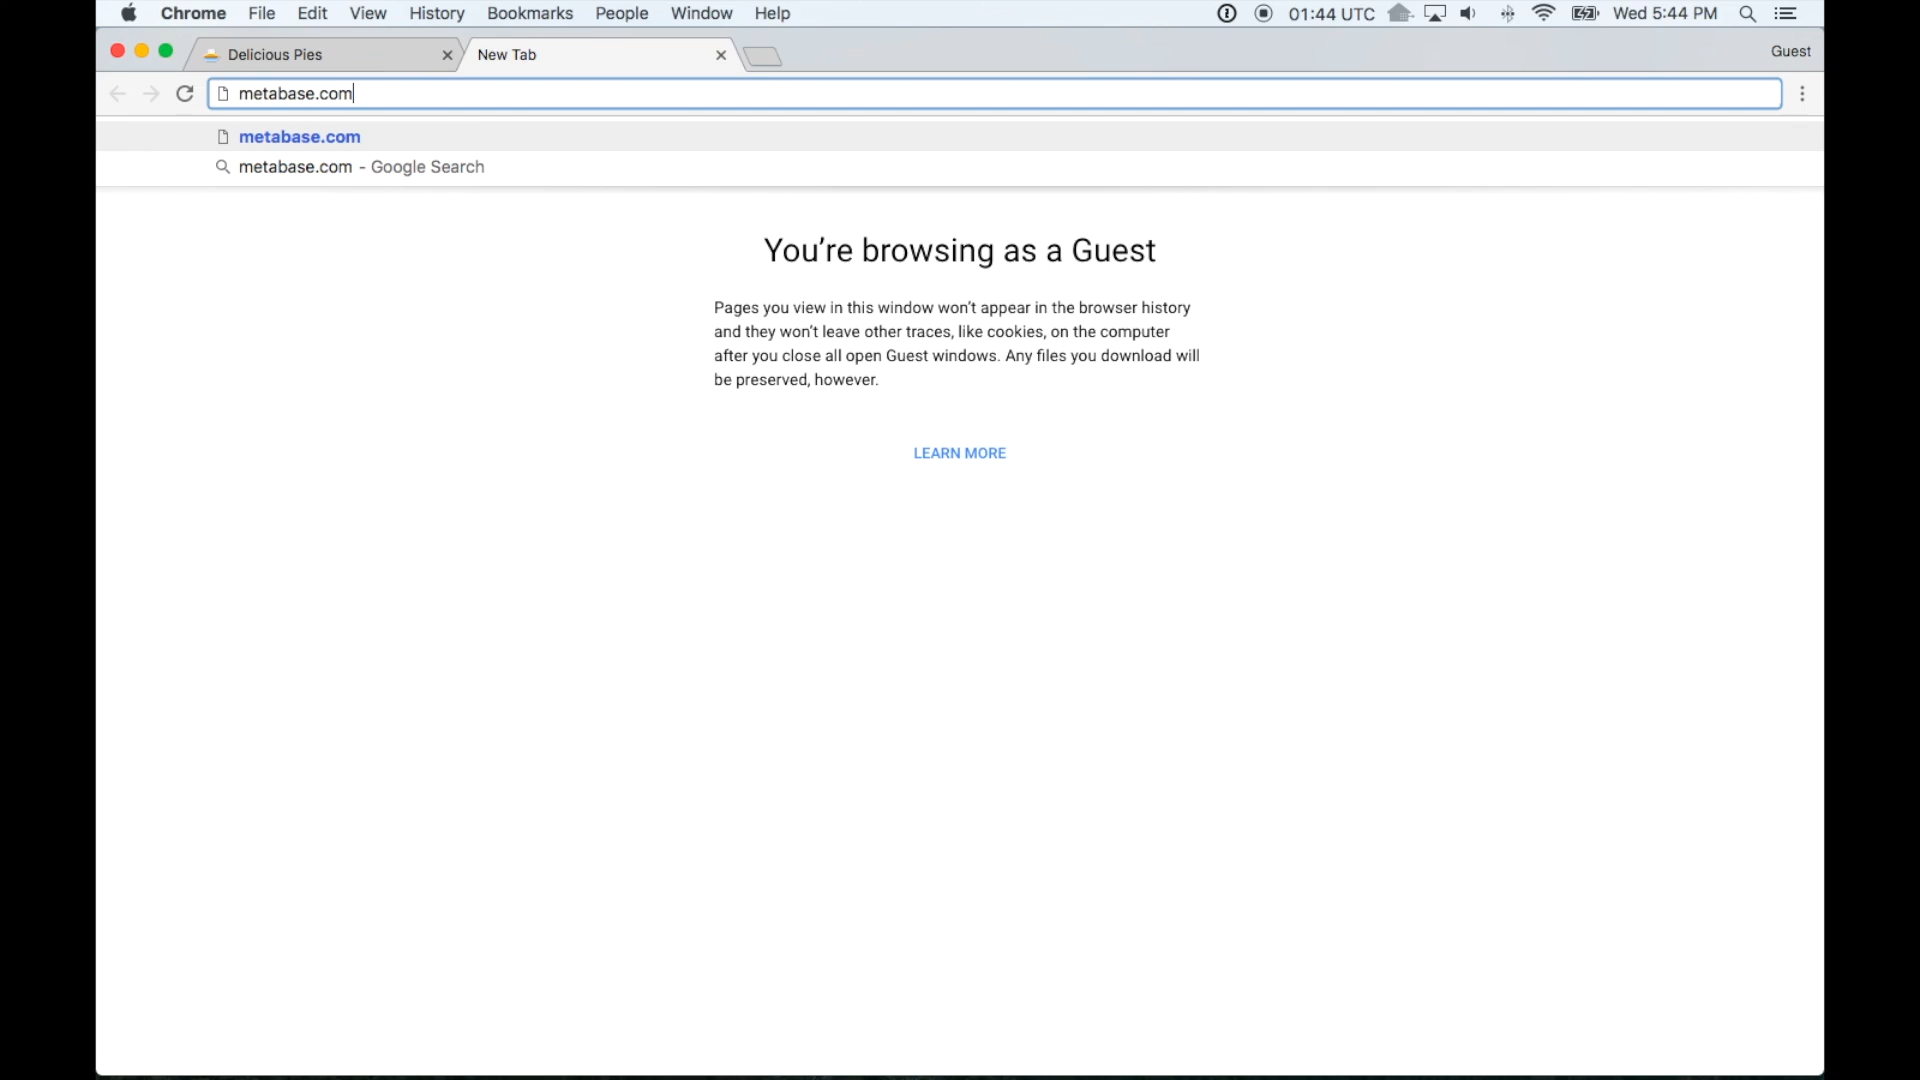 Chrome File Edit View History Bookmarks People Window Help 01:44 UTC Wed 5:44 PM
Delicious Pies New Tab Guest
metabase.com
metabase.com
metabase.com - Google Search
You’re browsing as a Guest
Pages you view in this window won’t appear in the browser history
and they won’t leave other traces, like cookies, on the computer
after you close all open Guest windows. Any files you download will
be preserved, however.
LEARN MORE